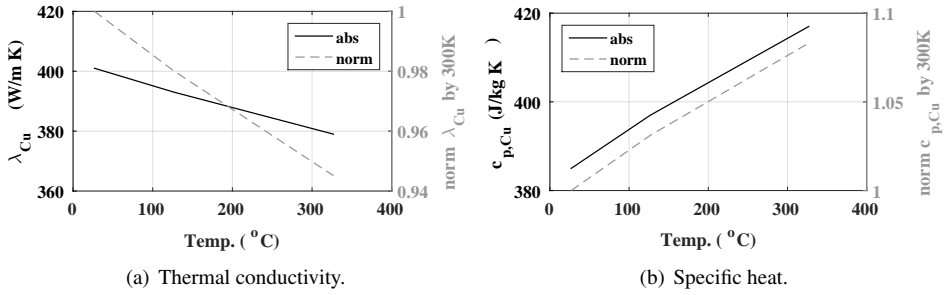 420
400
380
360
λCu (W/m K)
abs
norm
1
0.98
0.96
0.94
norm λCu by 300K
0 100 200 300 400
Temp. ( oC)
(a) Thermal conductivity.
420
400
380
c p,Cu (J/kg K )
abs
norm
1.1
1.05
1
norm c p,Cu by 300K
0 100 200 300 400
Temp. ( oC)
(b) Specific heat.